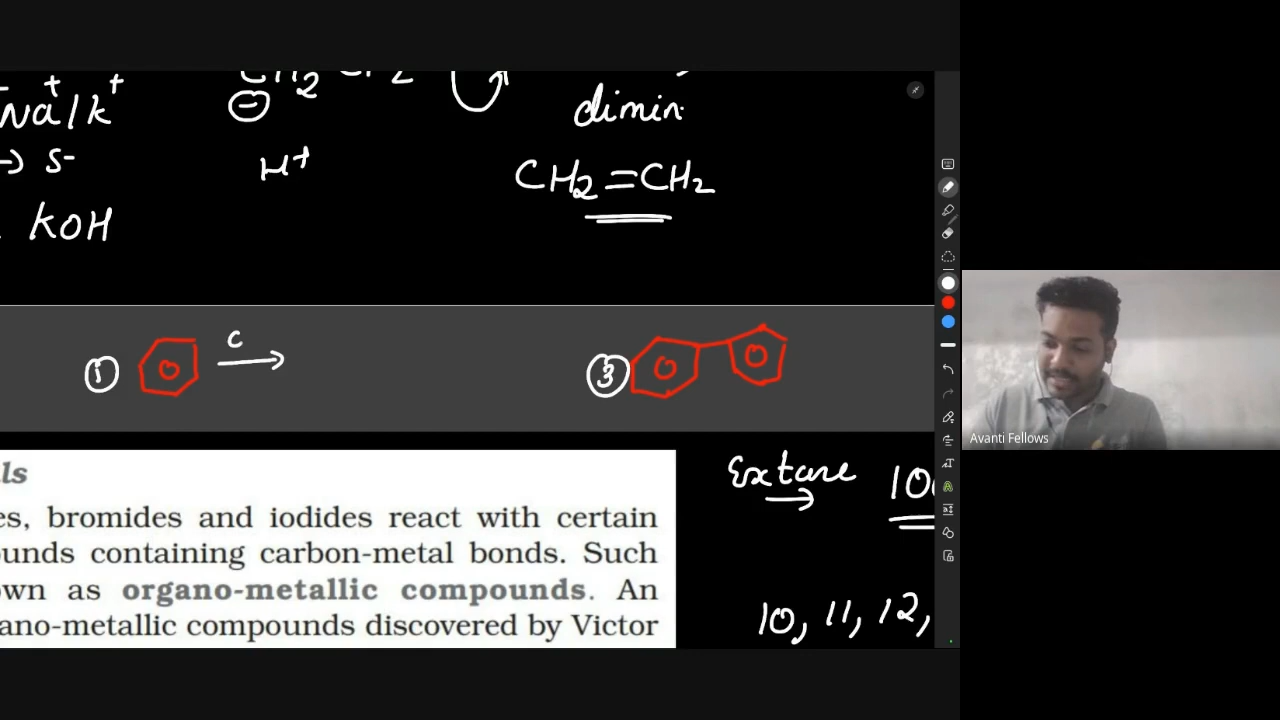 Na⁺/K⁺
→ s-
KOH
⊖
H⁺
dimin.
CH₂=CH₂
① C →
③
ls
es, bromides and iodides react with certain
ounds containing carbon-metal bonds. Such
own as organo-metallic compounds. An
ano-metallic compounds discovered by Victor
Extane
→
10
10, 11, 12,
Avanti Fellows